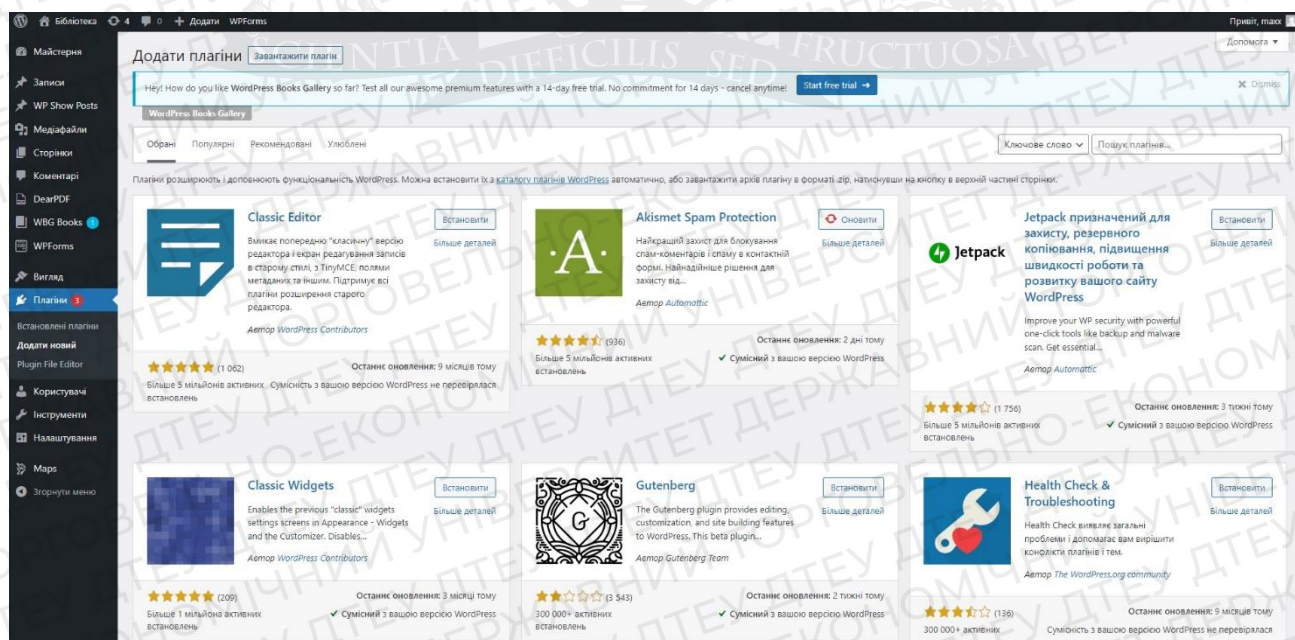 Бібліотека 4 0 Додати WPForms Привіт, maxx
Майстерня
Записи
WP Show Posts
Медіафайли
Сторінки
Коментарі
DearPDF
WBG Books 1
WPForms
Вигляд
Плагіни 3
Встановлені плагіни
Додати новий
Plugin File Editor
Користувачі
Інструменти
Налаштування
Maps
Згорнути меню
Допомога
Додати плагіни Завантажити плагін
Hey! How do you like WordPress Books Gallery so far? Test all our awesome premium features with a 14-day free trial. No commitment for 14 days - cancel anytime! Start free trial → Dismiss
WordPress Books Gallery
Обрані Популярні Рекомендовані Улюблені Ключове слово Пошук плагінів...
Плагіни розширюють і доповнюють функціональність WordPress. Можна встановити їх з каталогу плагінів WordPress автоматично, або завантажити архів плагіну в форматі .zip, натиснувши на кнопку в верхній частині сторінки.
Classic Editor
Встановити
Більше деталей
Вмикає попередню "класичну" версію
редактора і екран редагування записів
в старому стилі, з TinyMCE, полями
метаданих та іншим. Підтримує всі
плагіни розширення старого
редактора.
Автор WordPress Contributors
(1 062)
Останнє оновлення: 9 місяців тому
Більше 5 мільйонів активних
встановлень
Сумісність з вашою версією WordPress не перевірялася
Akismet Spam Protection
Оновити
Більше деталей
Найкращий захист для блокування
спам-коментарів і спаму в контактній
формі. Найнадійніше рішення для
захисту від...
Автор Automattic
(936)
Останнє оновлення: 2 дні тому
Більше 5 мільйонів активних
встановлень
Сумісний з вашою версією WordPress
Jetpack
Jetpack призначений для
захисту, резервного
копіювання, підвищення
швидкості роботи та
розвитку вашого сайту
WordPress
Встановити
Більше деталей
Improve your WP security with powerful
one-click tools like backup and malware
scan. Get essential...
Автор Automattic
(1 756)
Останнє оновлення: 3 тижні тому
Більше 5 мільйонів активних
встановлень
Сумісний з вашою версією WordPress
Classic Widgets
Встановити
Більше деталей
Enables the previous "classic" widgets
settings screens in Appearance - Widgets
and the Customizer. Disables...
Автор WordPress Contributors
(209)
Останнє оновлення: 3 місяці тому
Більше 1 мільйона активних
встановлень
Сумісний з вашою версією WordPress
Gutenberg
Встановити
Більше деталей
The Gutenberg plugin provides editing,
customization, and site building features
to WordPress. This beta plugin...
Автор Gutenberg Team
(3 543)
Останнє оновлення: 2 тижні тому
300 000+ активних
встановлень
Сумісний з вашою версією WordPress
Health Check &
Troubleshooting
Встановити
Більше деталей
Health Check виявляє загальні
проблеми і допомагає вам вирішити
конфлікти плагінів і тем.
Автор The WordPress.org community
(136)
Останнє оновлення: 9 місяців тому
300 000+ активних
Сумісність з вашою версією WordPress не перевірялася